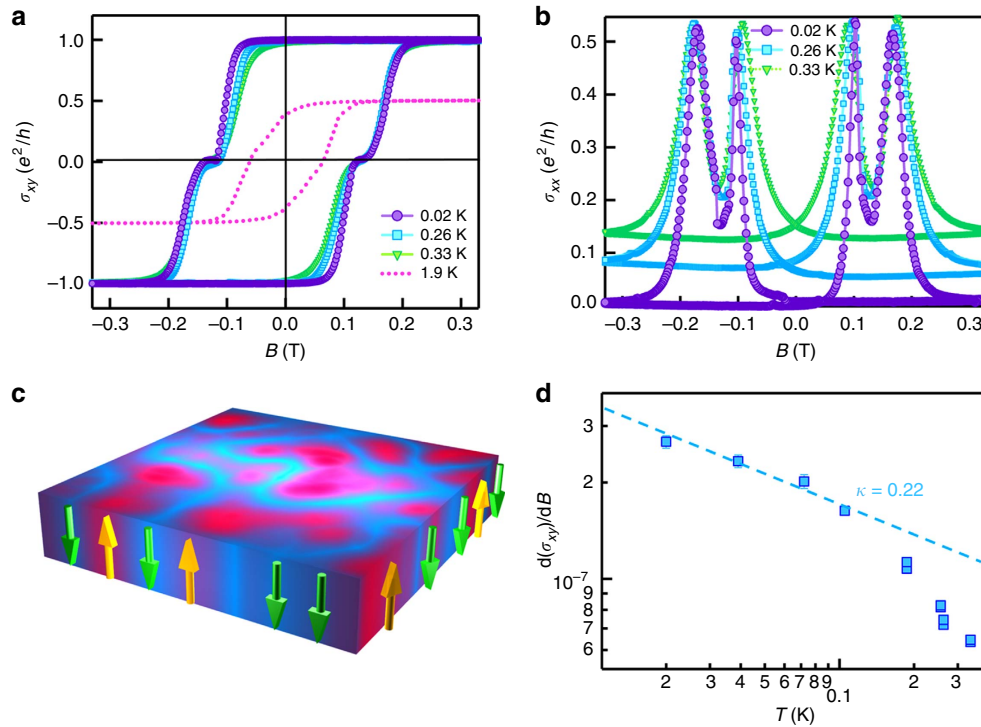 a
1.0
0.5
0.0
−0.5
−1.0
σxy (e²/h)
0.02 K
0.26 K
0.33 K
1.9 K
−0.3 −0.2 −0.1 0.0 0.1 0.2 0.3
B (T)
b
0.5
0.4
0.3
0.2
0.1
0.0
σxx (e²/h)
0.02 K
0.26 K
0.33 K
−0.3 −0.2 −0.1 0.0 0.1 0.2 0.3
B (T)
c
d
3
2
10⁻⁷
9
8
7
6
d(σxy)/dB
κ = 0.22
2 3 4 5 6 7 8 9 0.1 2 3
T (K)